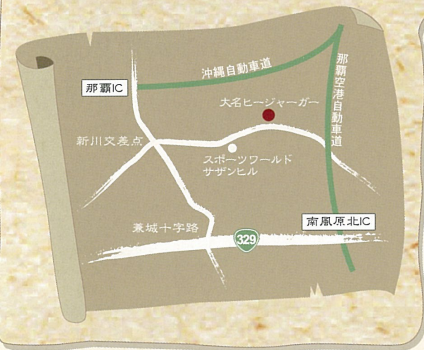 沖縄自動車道
那覇空港自動車道
那覇IC
大名ヒージャーガー
新川交差点
スポーツワールド
サザンヒル
南風原北IC
兼城十字路
329